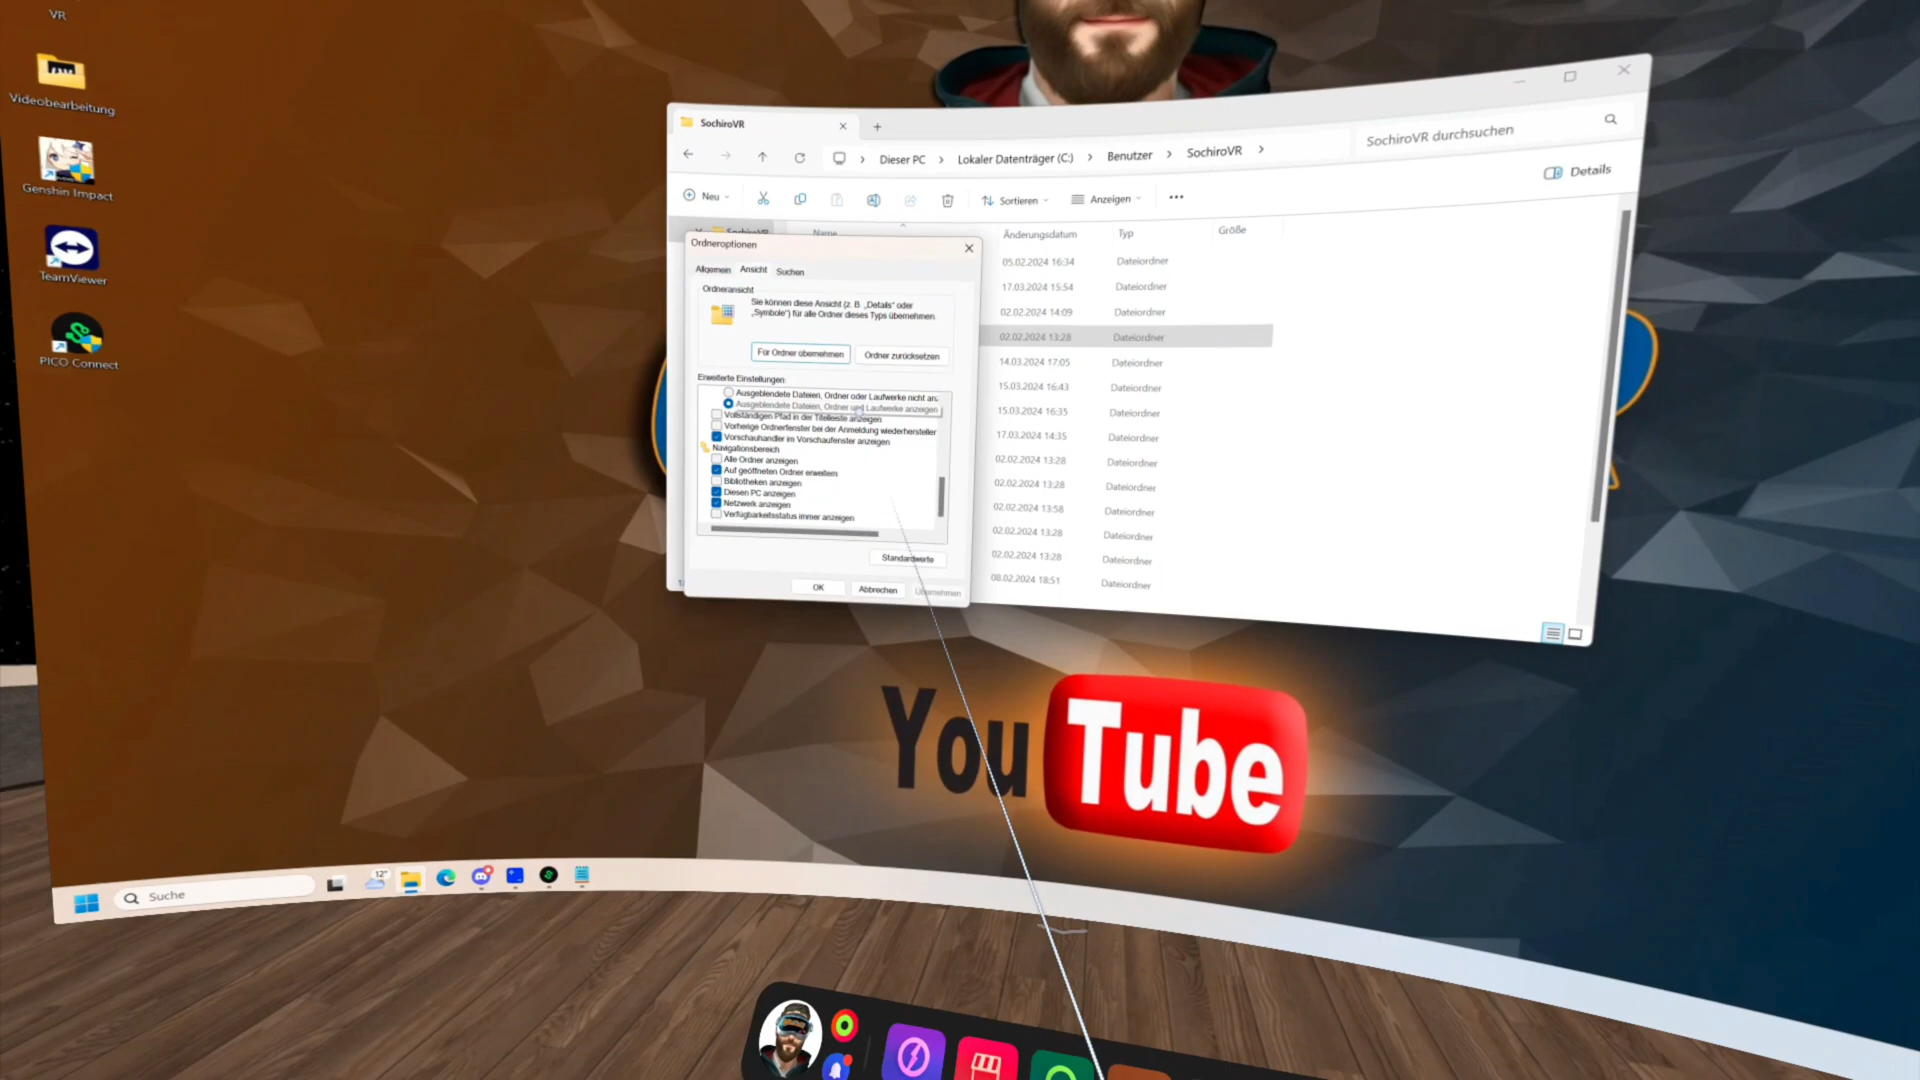 VR
Videobearbeitung
Genshin Impact
TeamViewer
PICO Connect
SochiroVR
Dieser PC
Lokaler Datenträger (C:)
Benutzer
SochiroVR
SochiroVR durchsuchen
Neu
Sortieren
Anzeigen
Details
SochiroVR
Name
Änderungsdatum
Typ
Größe
05.02.2024 16:34 Dateiordner
17.03.2024 15:54 Dateiordner
02.02.2024 14:09 Dateiordner
02.02.2024 13:28 Dateiordner
14.03.2024 17:05 Dateiordner
15.03.2024 16:43 Dateiordner
15.03.2024 16:35 Dateiordner
17.03.2024 14:35 Dateiordner
02.02.2024 13:28 Dateiordner
02.02.2024 13:28 Dateiordner
02.02.2024 13:58 Dateiordner
02.02.2024 13:28 Dateiordner
02.02.2024 13:28 Dateiordner
08.02.2024 18:51 Dateiordner
Ordneroptionen
Allgemein Ansicht Suchen
Ordneransicht
Sie können diese Ansicht (z. B. „Details" oder
„Symbole") für alle Ordner dieses Typs übernehmen.
Für Ordner übernehmen
Ordner zurücksetzen
Erweiterte Einstellungen:
Ausgeblendete Dateien, Ordner oder Laufwerke nicht an
Ausgeblendete Dateien, Ordner und Laufwerke anzeigen
Vollständigen Pfad in der Titelleiste anzeigen
Vorherige Ordnerfenster bei der Anmeldung wiederhersteller
Vorschauhandler im Vorschaufenster anzeigen
Navigationsbereich
Alle Ordner anzeigen
Auf geöffneten Ordner erweitern
Bibliotheken anzeigen
Diesen PC anzeigen
Netzwerk anzeigen
Verfügbarkeitsstatus immer anzeigen
Standardwerte
OK
Abbrechen
Übernehmen
YouTube
Suche
12°